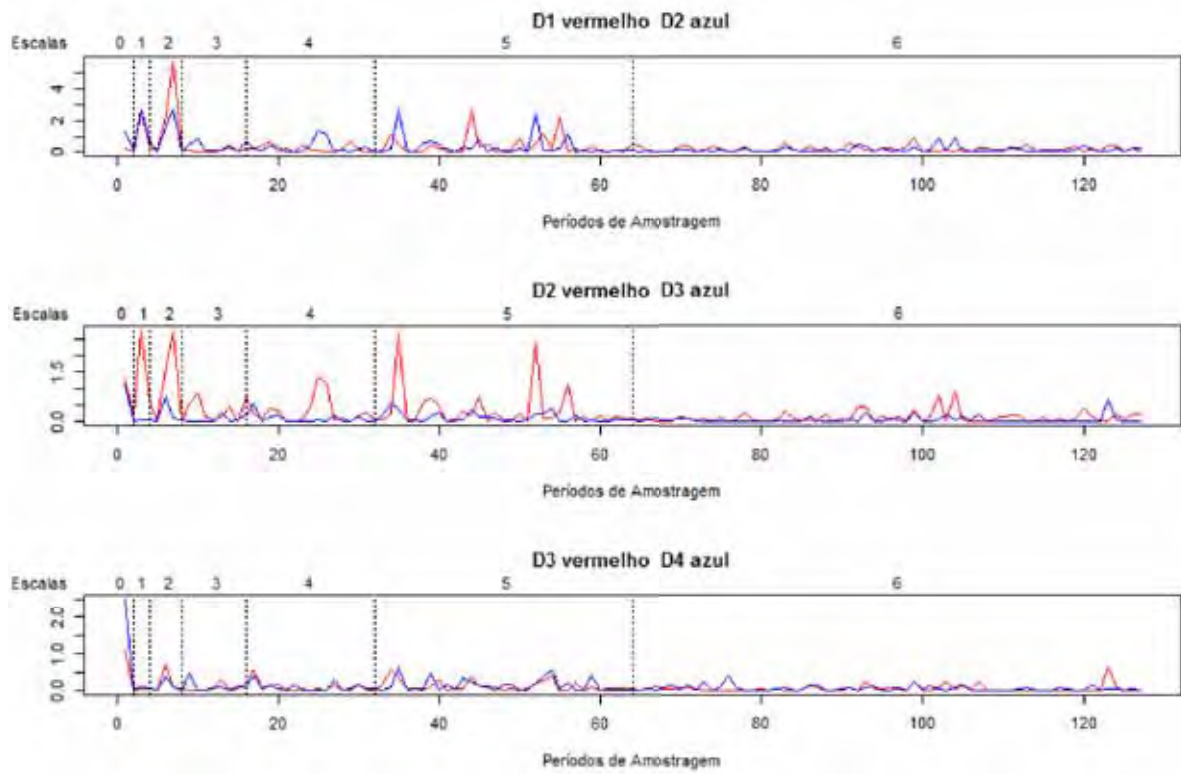 D1 vermelho D2 azul
Escalas 0 1 2 3 4 5 6
0 2 4
0 20 40 60 80 100 120
Períodos de Amostragem
D2 vermelho D3 azul
Escalas 0 1 2 3 4 5 6
0.0 1.5
0 20 40 60 80 100 120
Períodos de Amostragem
D3 vermelho D4 azul
Escalas 0 1 2 3 4 5 6
0.0 1.0 2.0
0 20 40 60 80 100 120
Períodos de Amostragem